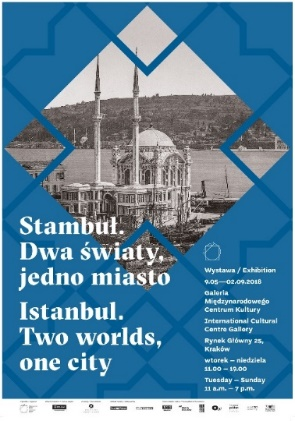 Stambuł.
Dwa światy,
jedno miasto
Istanbul.
Two worlds,
one city
Wystawa / Exhibition
9.05—02.09.2018
Galeria
Międzynarodowego
Centrum Kultury
International Cultural
Centre Gallery
Rynek Główny 25,
Kraków
wtorek – niedziela
11.00 – 19.00
Tuesday – Sunday
11 a.m. – 7 p.m.